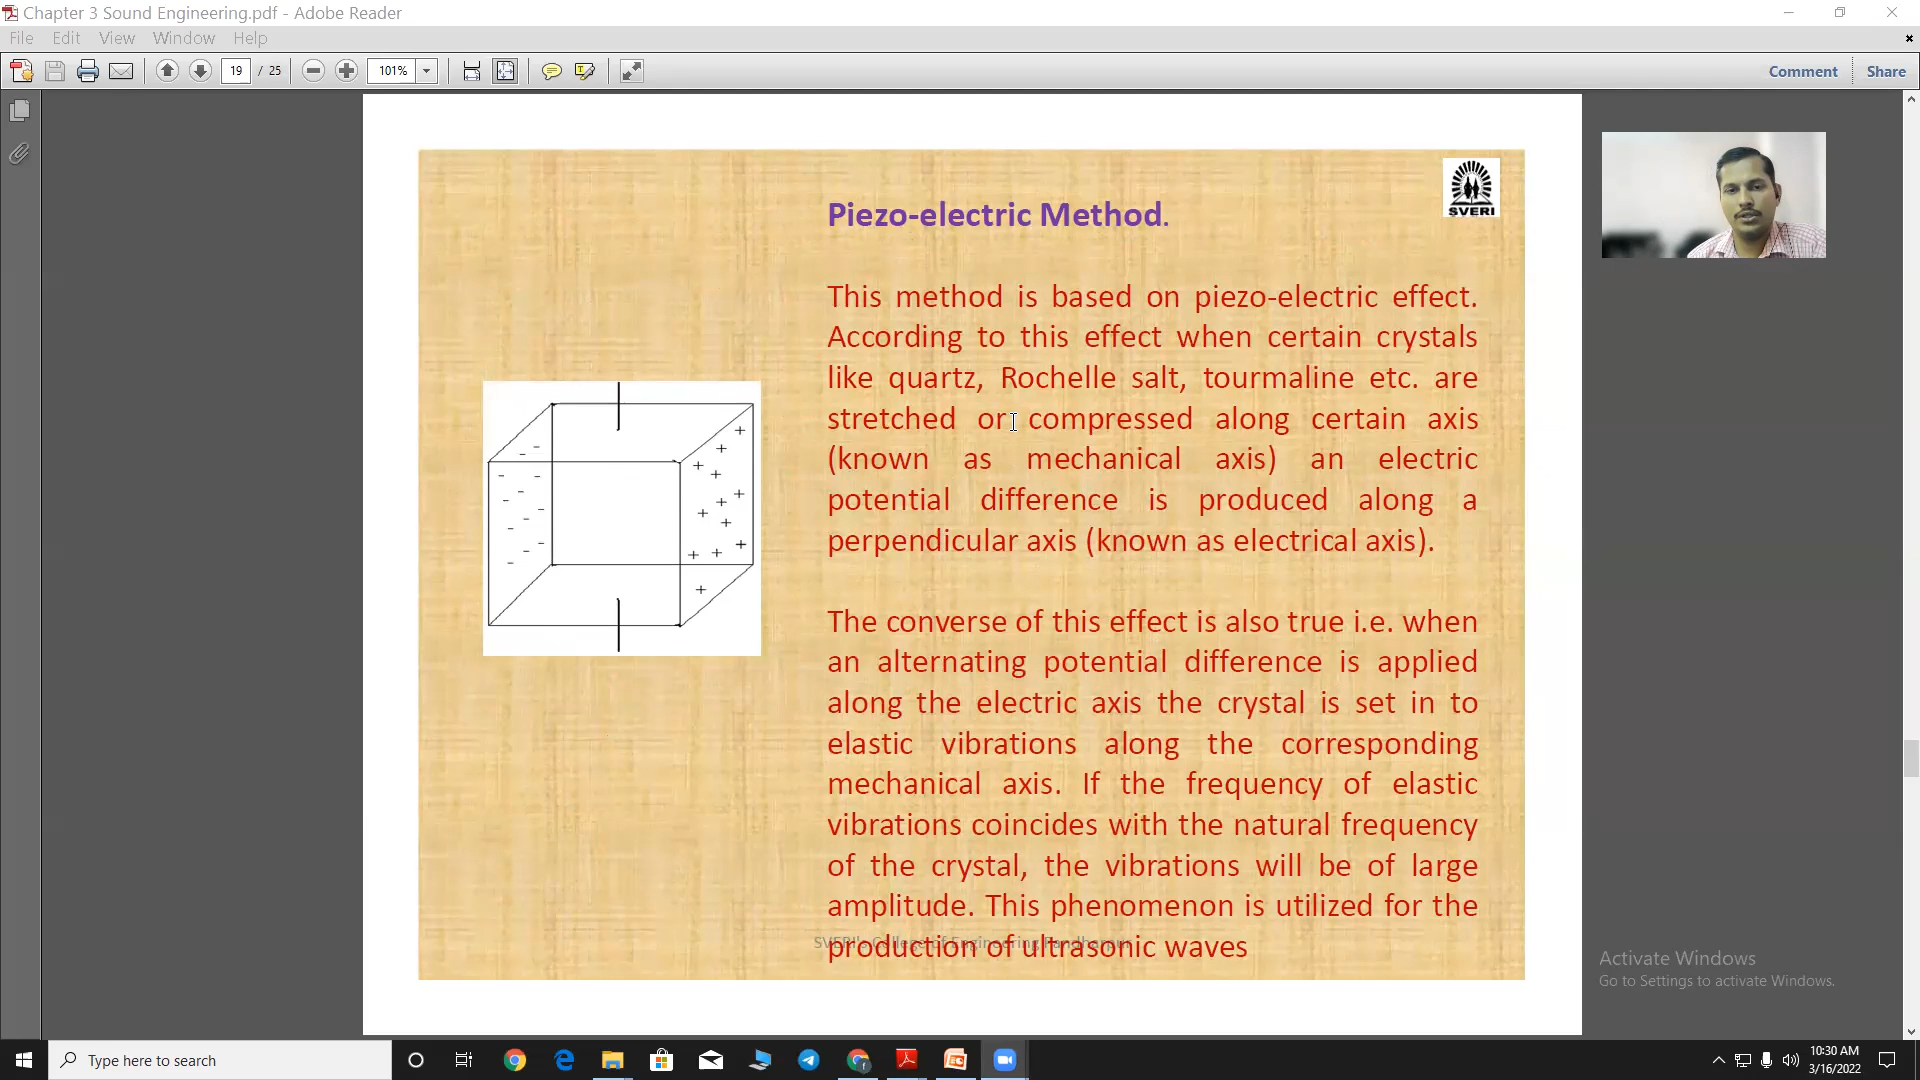 Chapter 3 Sound Engineering.pdf - Adobe Reader
File Edit View Window Help
19 / 25
101%
Comment
Share
SVERI
Piezo-electric Method.
This method is based on piezo-electric effect.
According to this effect when certain crystals
like quartz, Rochelle salt, tourmaline etc. are
stretched or compressed along certain axis
(known as mechanical axis) an electric
potential difference is produced along a
perpendicular axis (known as electrical axis).
The converse of this effect is also true i.e. when
an alternating potential difference is applied
along the electric axis the crystal is set in to
elastic vibrations along the corresponding
mechanical axis. If the frequency of elastic
vibrations coincides with the natural frequency
of the crystal, the vibrations will be of large
amplitude. This phenomenon is utilized for the
production of ultrasonic waves
SVERI's College of Engineering Pandharpur
Activate Windows
Go to Settings to activate Windows.
Type here to search
10:30 AM
3/16/2022